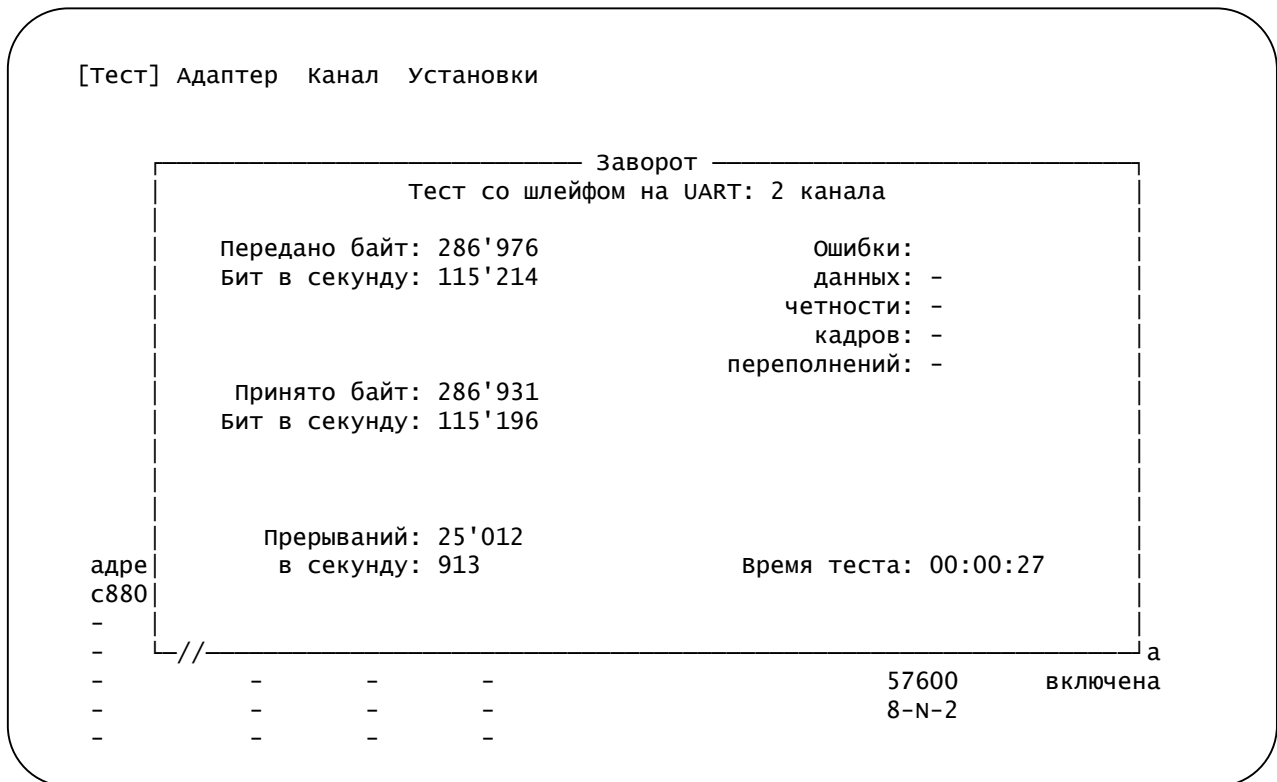 [Тест] Адаптер Канал Установки
Заворот
Тест со шлейфом на UART: 2 канала
Передано байт: 286'976 Ошибки:
Бит в секунду: 115'214 данных: -
четности: -
кадров: -
переполнений: -
Принято байт: 286'931
Бит в секунду: 115'196
Прерываний: 25'012
адре в секунду: 913 Время теста: 00:00:27
с880
-
- // а
- - - - 57600 включена
- - - - 8-N-2
- - - -